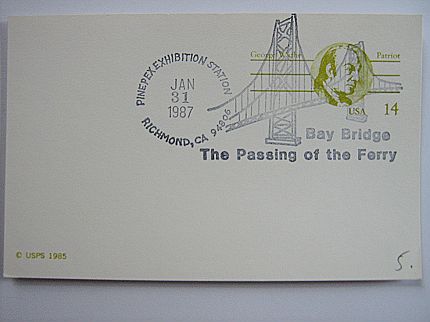 PINEPEX EXHIBITION STATION
JAN
31
1987
RICHMOND, CA 94806
George Wythe
Patriot
USA
14
Bay Bridge
The Passing of the Ferry
© USPS 1985
5.